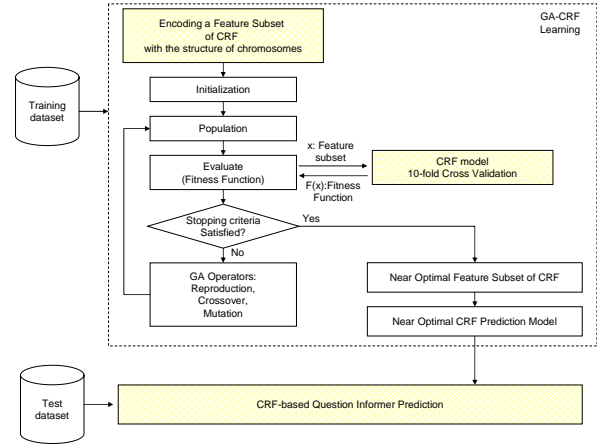 Encoding a Feature Subset
of CRF
with the structure of chromosomes
GA-CRF
Learning
Training
dataset
Initialization
Population
Evaluate
(Fitness Function)
x: Feature
subset
F(x):Fitness
Function
CRF model
10-fold Cross Validation
Stopping criteria
Satisfied?
Yes
No
GA Operators:
Reproduction,
Crossover,
Mutation
Near Optimal Feature Subset of CRF
Near Optimal CRF Prediction Model
Test
dataset
CRF-based Question Informer Prediction